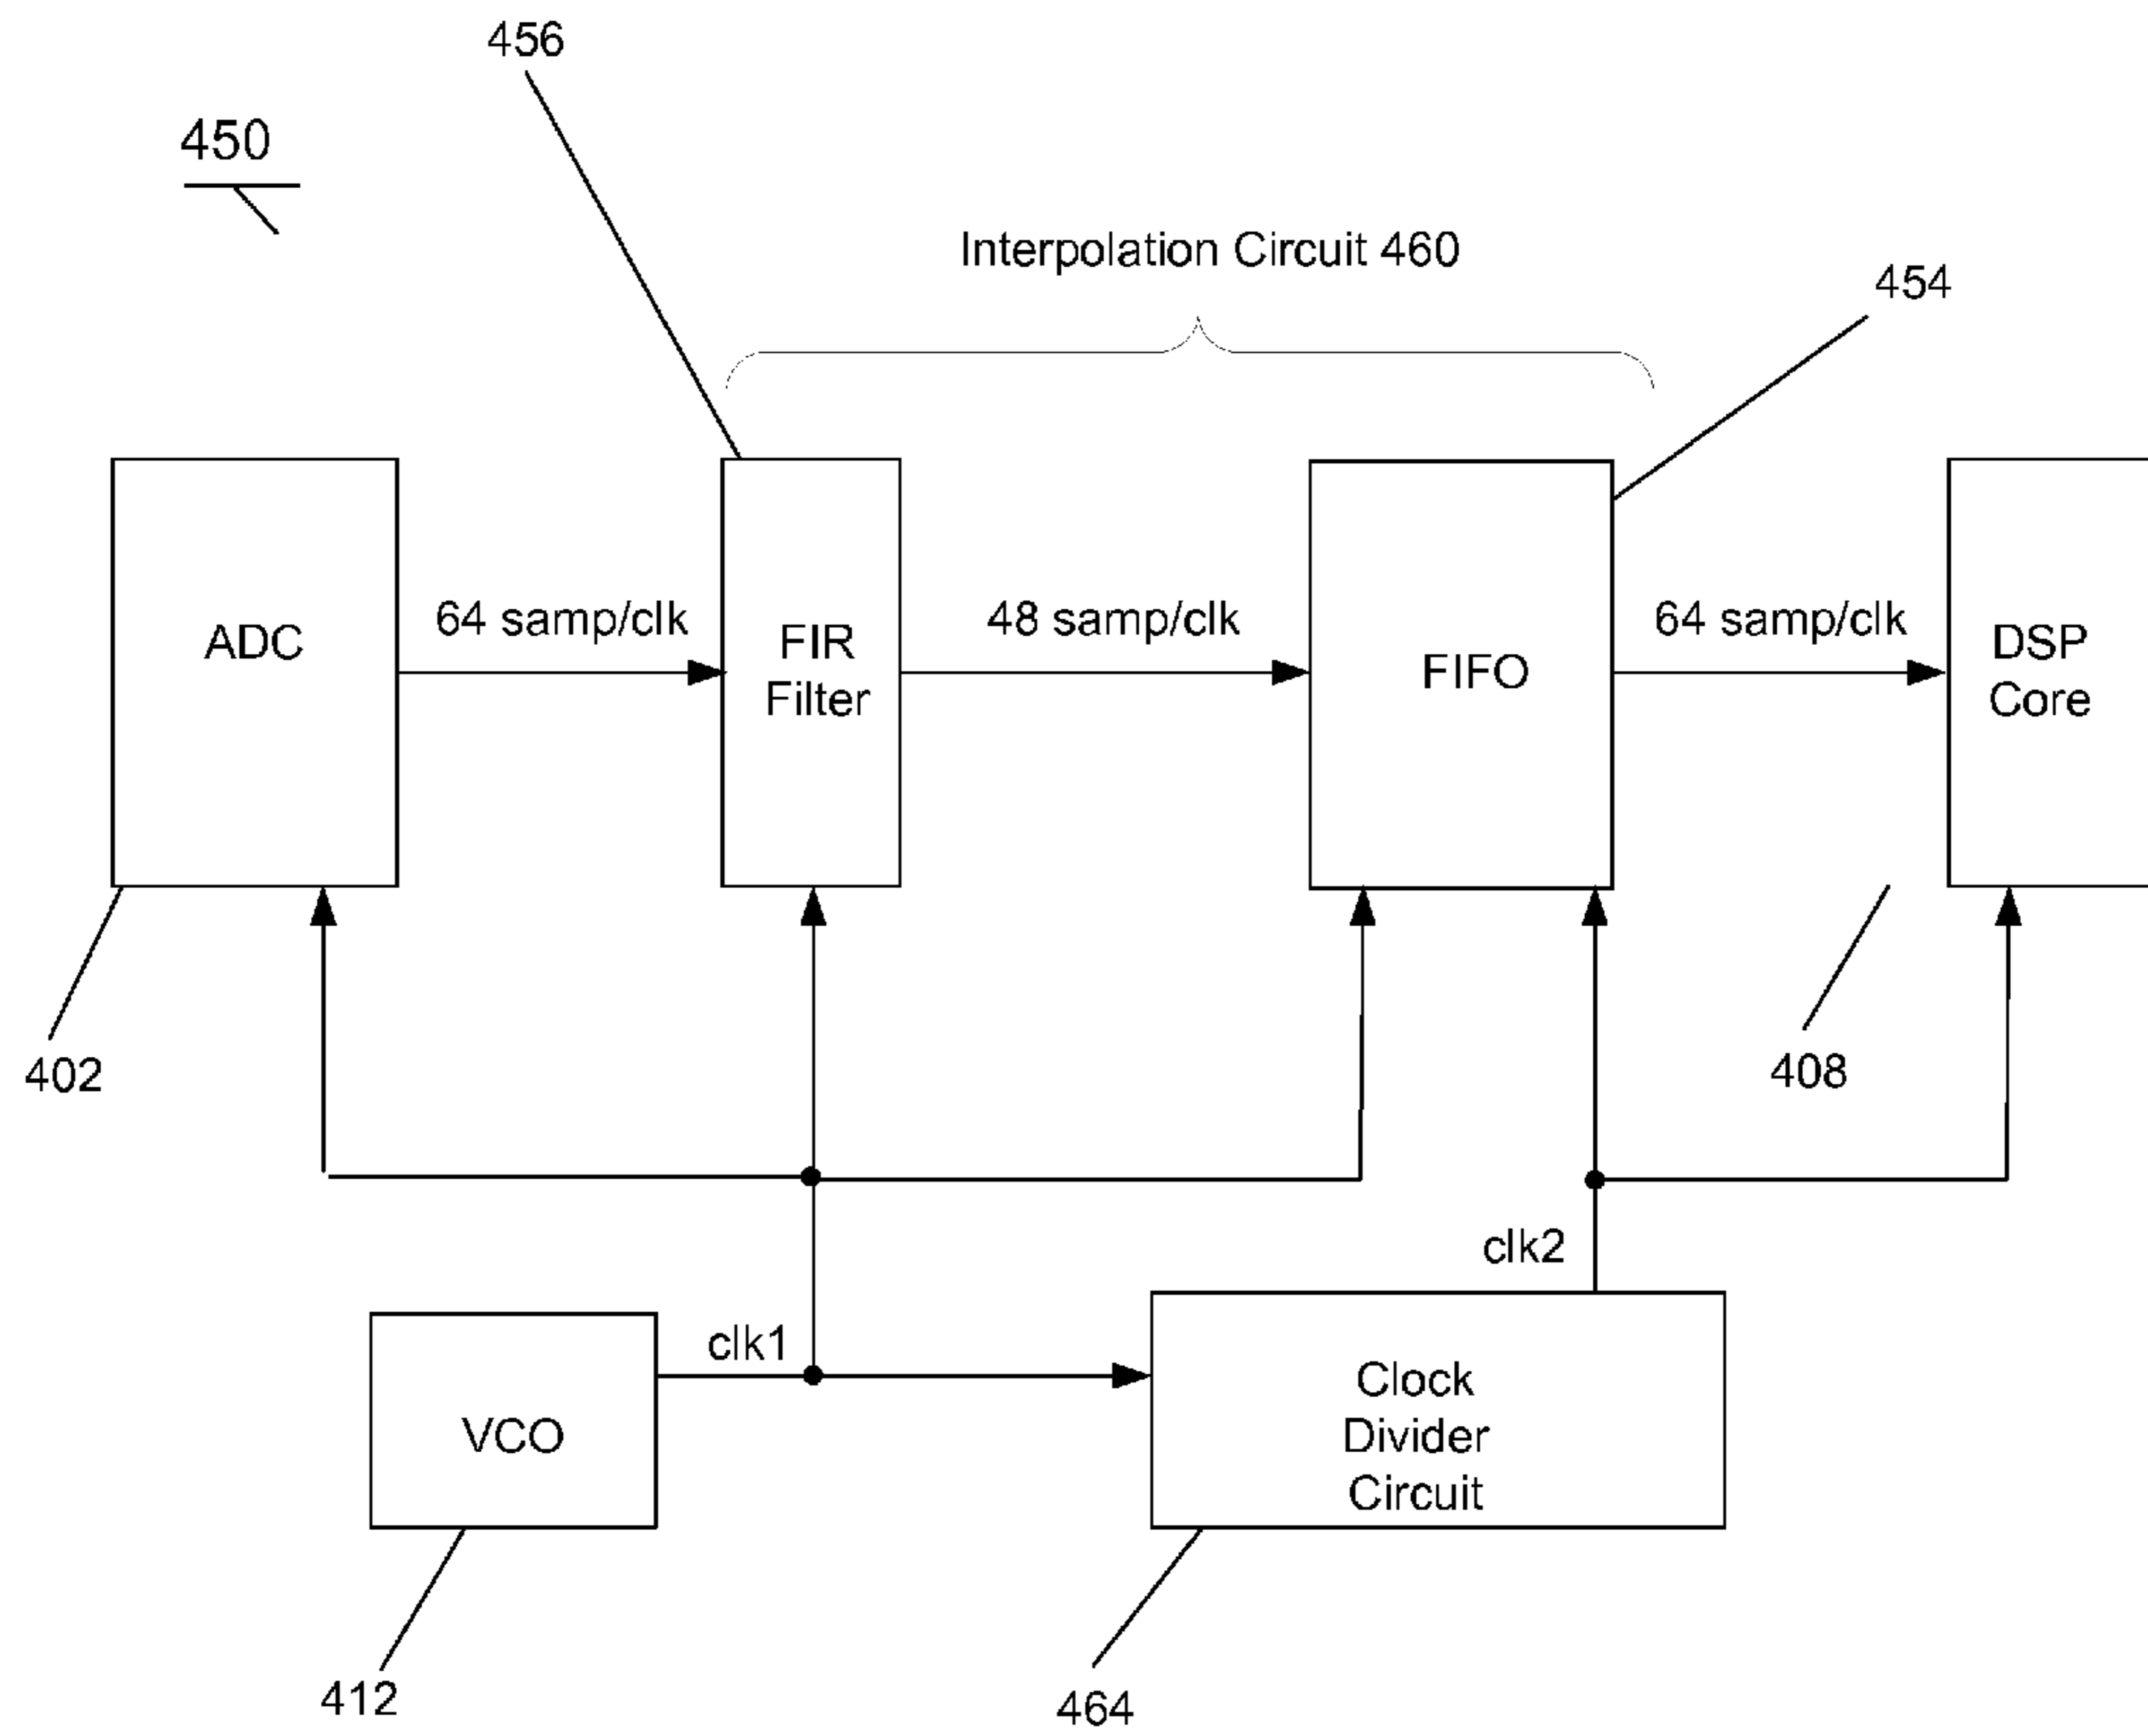 456
450
Interpolation Circuit 460
454
ADC
64 samp/clk
FIR
Filter
48 samp/clk
FIFO
64 samp/clk
DSP
Core
402
408
clk2
clk1
VCO
Clock
Divider
Circuit
412
464